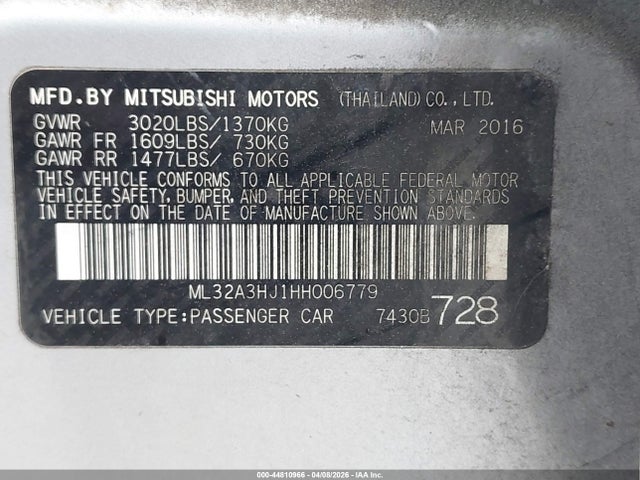 MFD.BY MITSUBISHI MOTORS (THAILAND) CO.,LTD.
GVWR 3020LBS/1370KG MAR 2016
GAWR FR 1609LBS/ 730KG
GAWR RR 1477LBS/ 670KG
THIS VEHICLE CONFORMS TO ALL APPLICABLE FEDERAL MOTOR
VEHICLE SAFETY, BUMPER, AND THEFT PREVENTION STANDARDS
IN EFFECT ON THE DATE OF MANUFACTURE SHOWN ABOVE.
ML32A3HJ1HH006779
VEHICLE TYPE:PASSENGER CAR 7430B 728
000-44810966 - 04/08/2026 - IAA Inc.